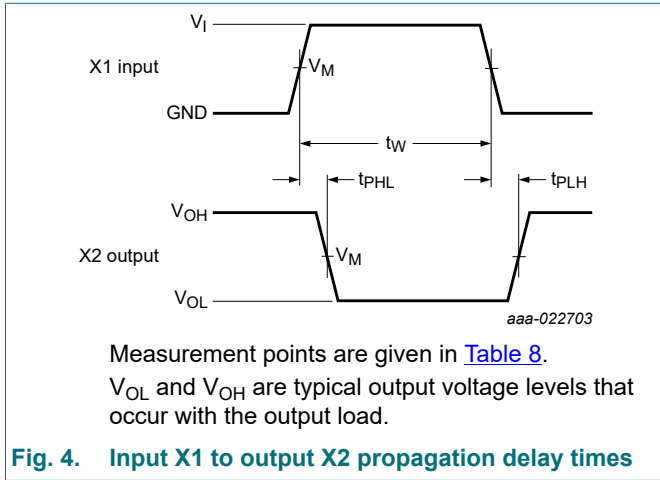 VI
X1 input
VM
GND
tW
tPHL
tPLH
VOH
X2 output
VM
VOL
aaa-022703
Measurement points are given in Table 8.
VOL and VOH are typical output voltage levels that
occur with the output load.
Fig. 4. Input X1 to output X2 propagation delay times